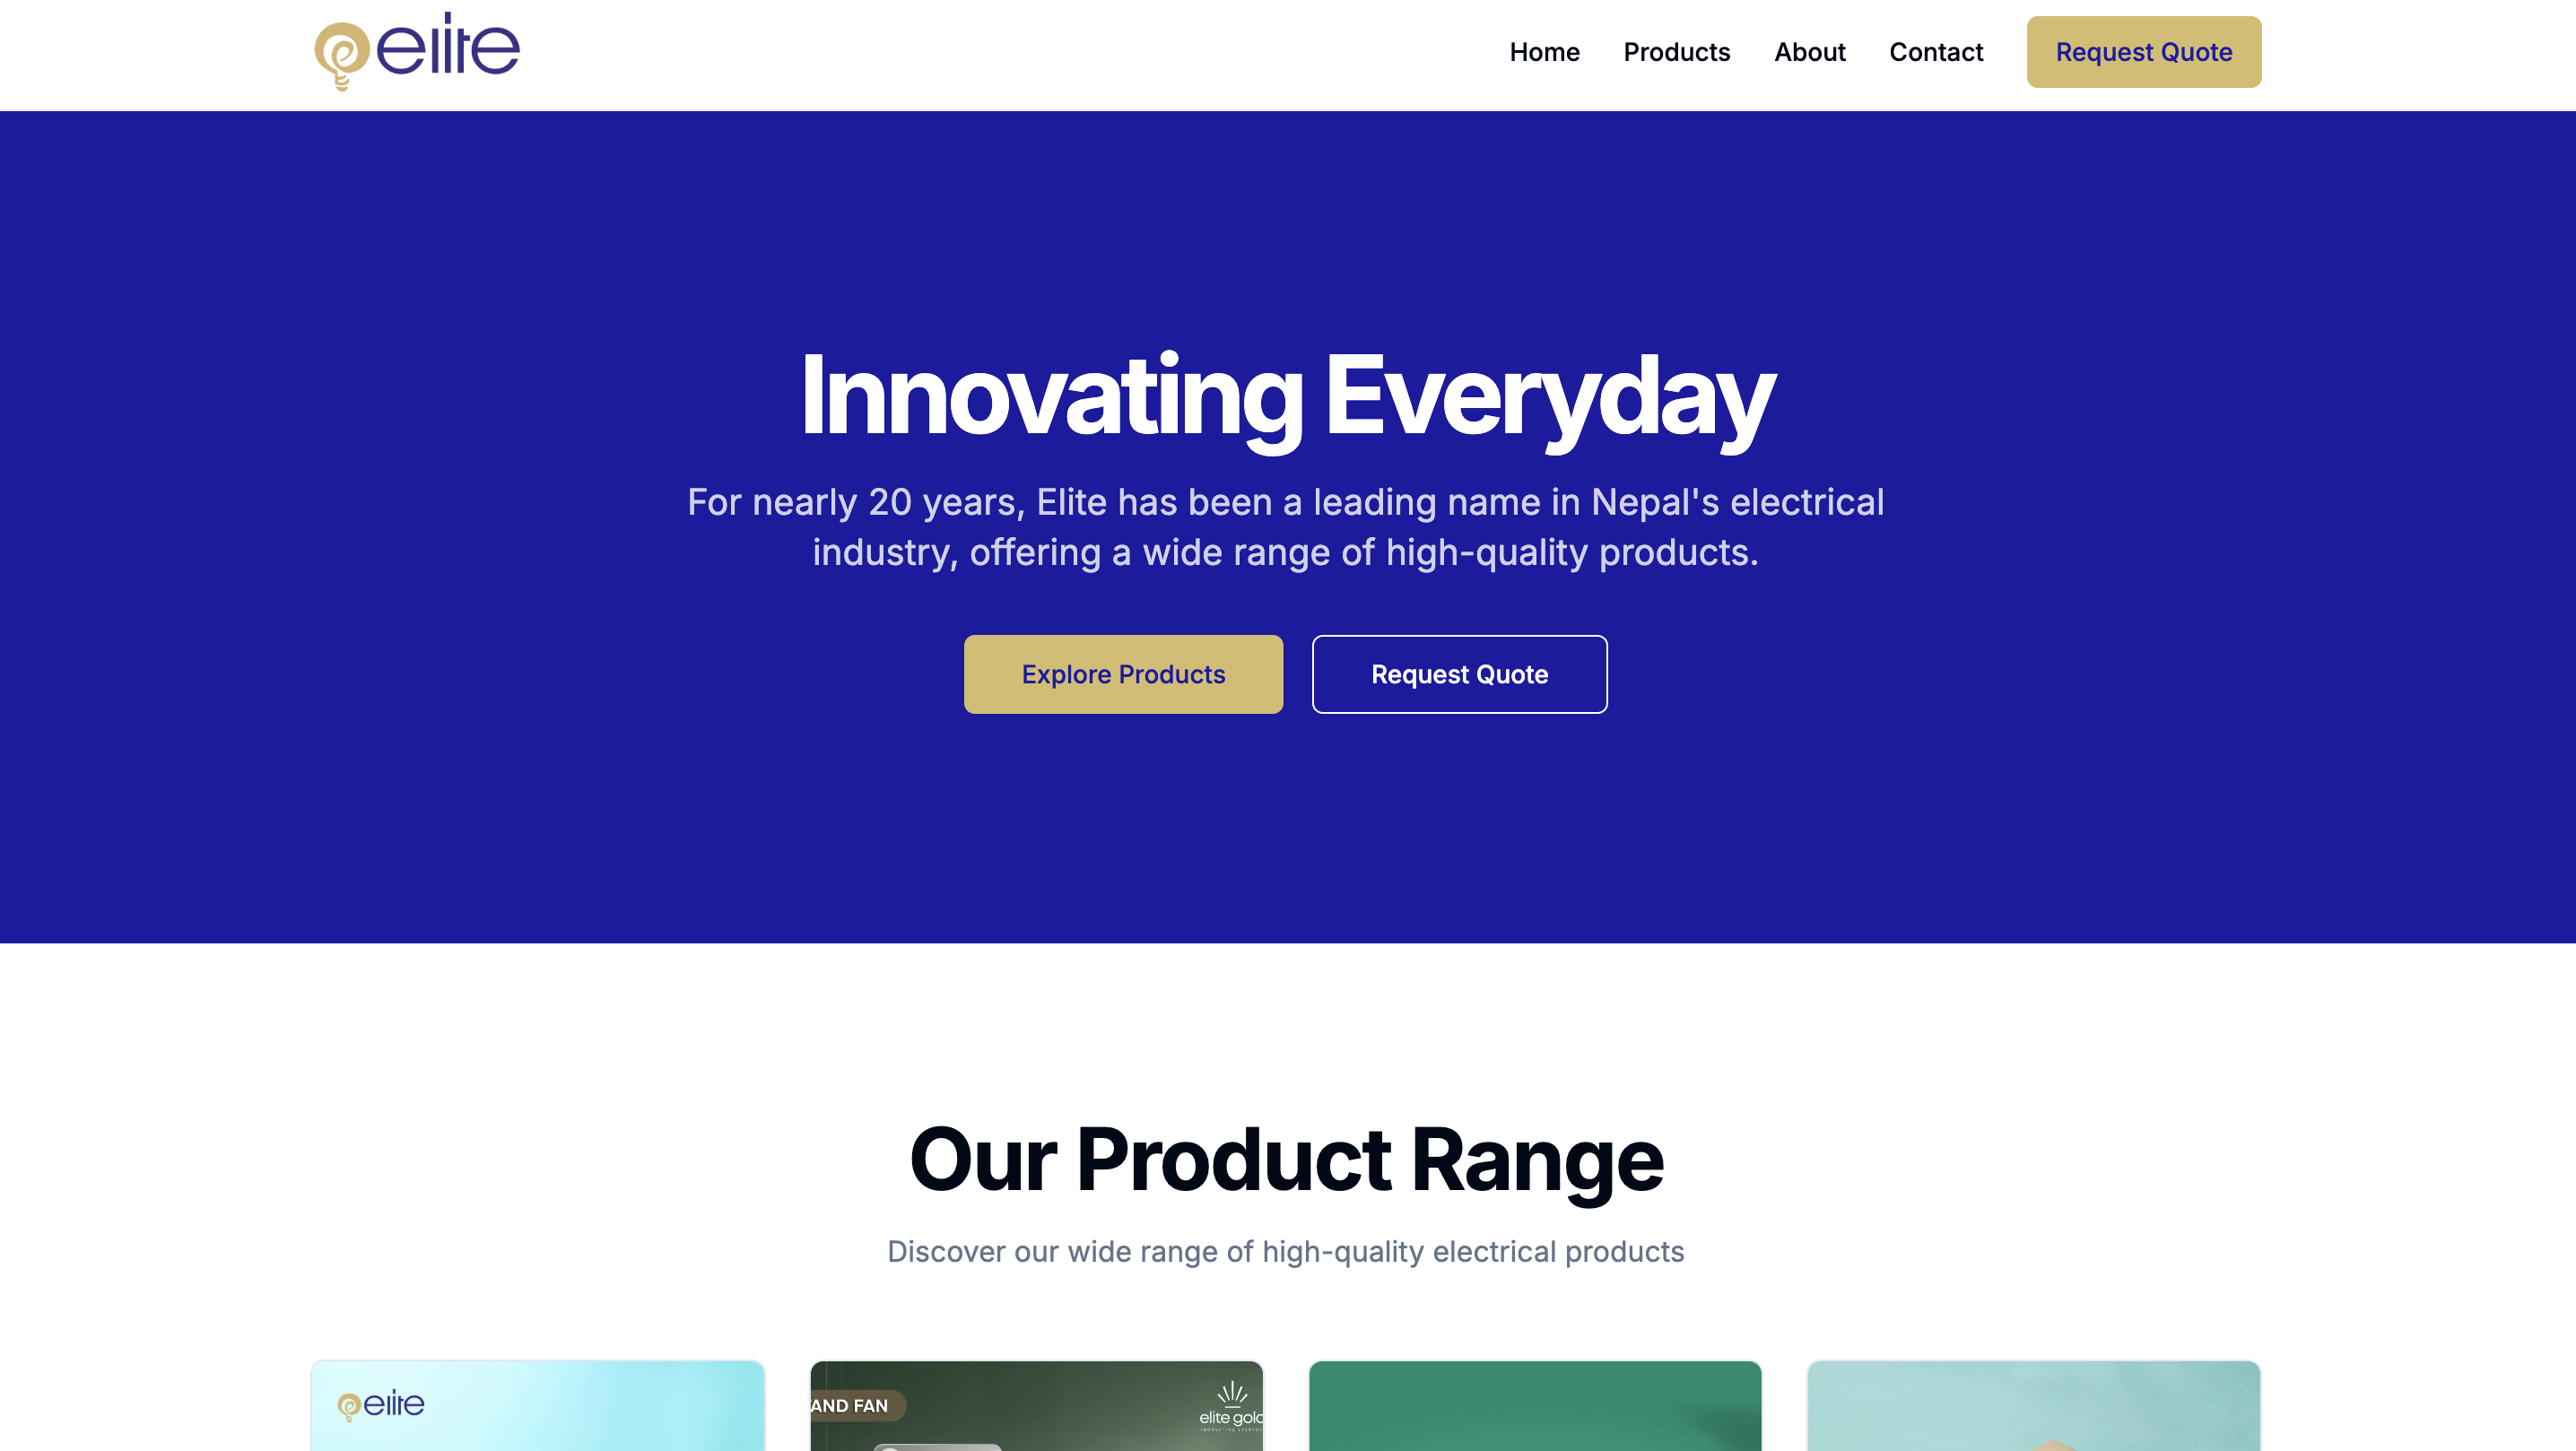 elite
Home Products About Contact Request Quote
Innovating Everyday
For nearly 20 years, Elite has been a leading name in Nepal's electrical
industry, offering a wide range of high-quality products.
Explore Products Request Quote
Our Product Range
Discover our wide range of high-quality electrical products
elite
AND FAN
elite gold